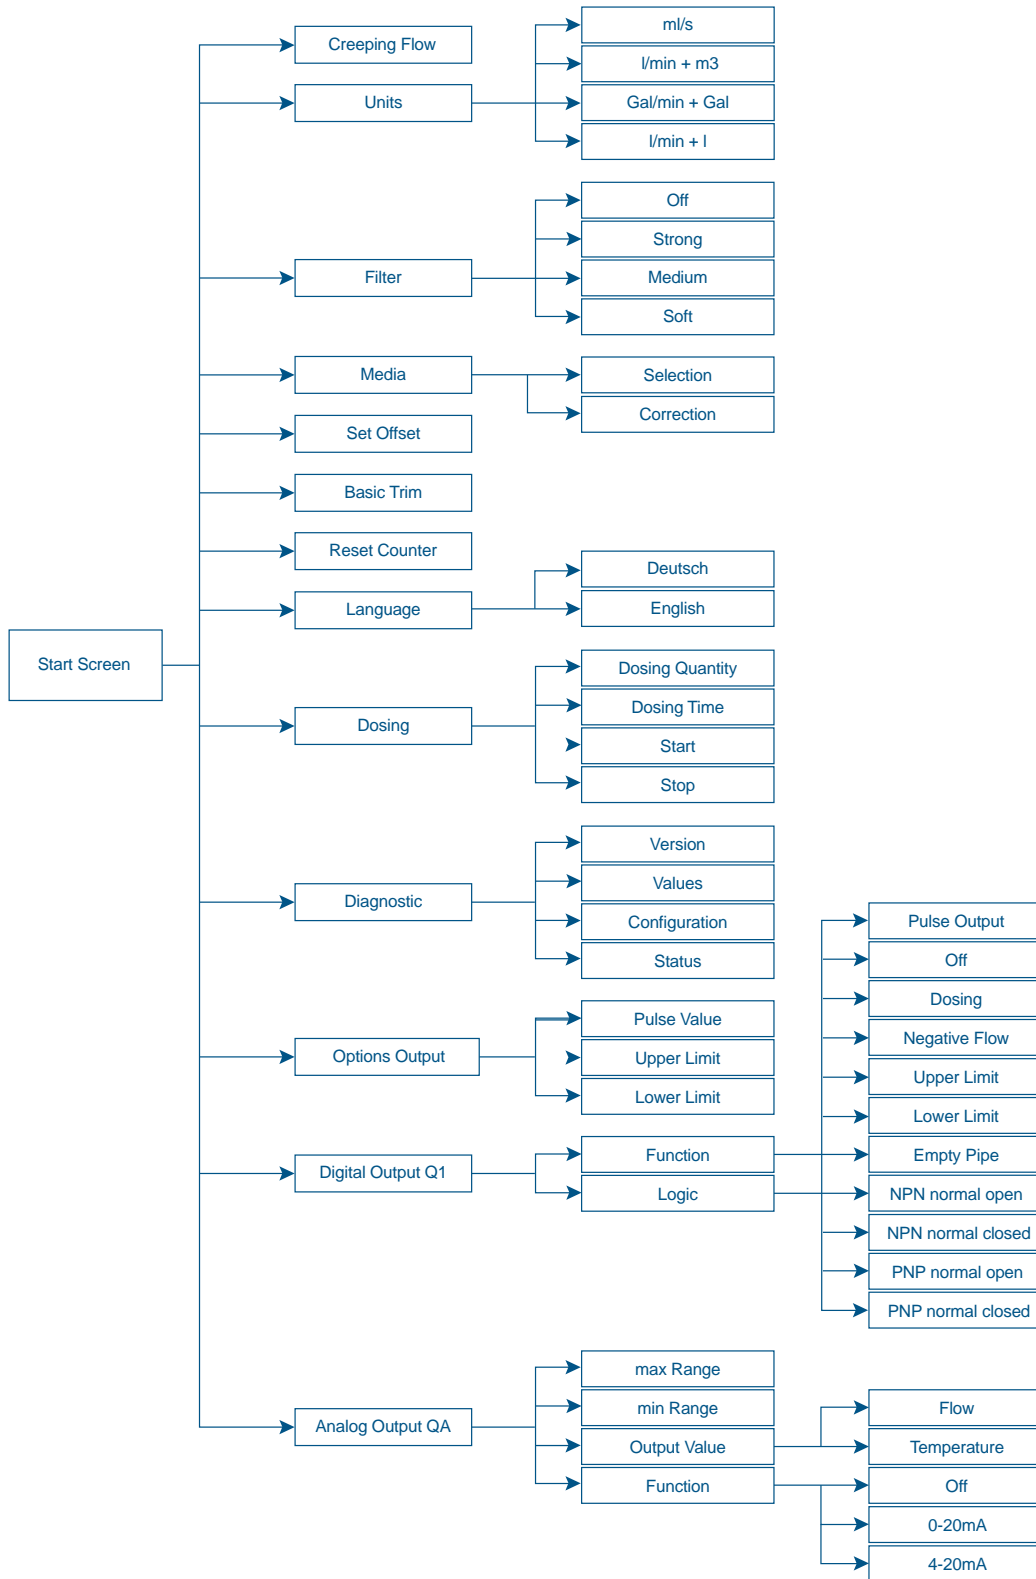 Start Screen
Creeping Flow
Units
ml/s
l/min + m3
Gal/min + Gal
l/min + l
Filter
Off
Strong
Medium
Soft
Media
Selection
Correction
Set Offset
Basic Trim
Reset Counter
Language
Deutsch
English
Dosing
Dosing Quantity
Dosing Time
Start
Stop
Diagnostic
Version
Values
Configuration
Status
Options Output
Pulse Value
Upper Limit
Lower Limit
Digital Output Q1
Function
Logic
Pulse Output
Off
Dosing
Negative Flow
Upper Limit
Lower Limit
Empty Pipe
NPN normal open
NPN normal closed
PNP normal open
PNP normal closed
Analog Output QA
max Range
min Range
Output Value
Function
Flow
Temperature
Off
0-20mA
4-20mA